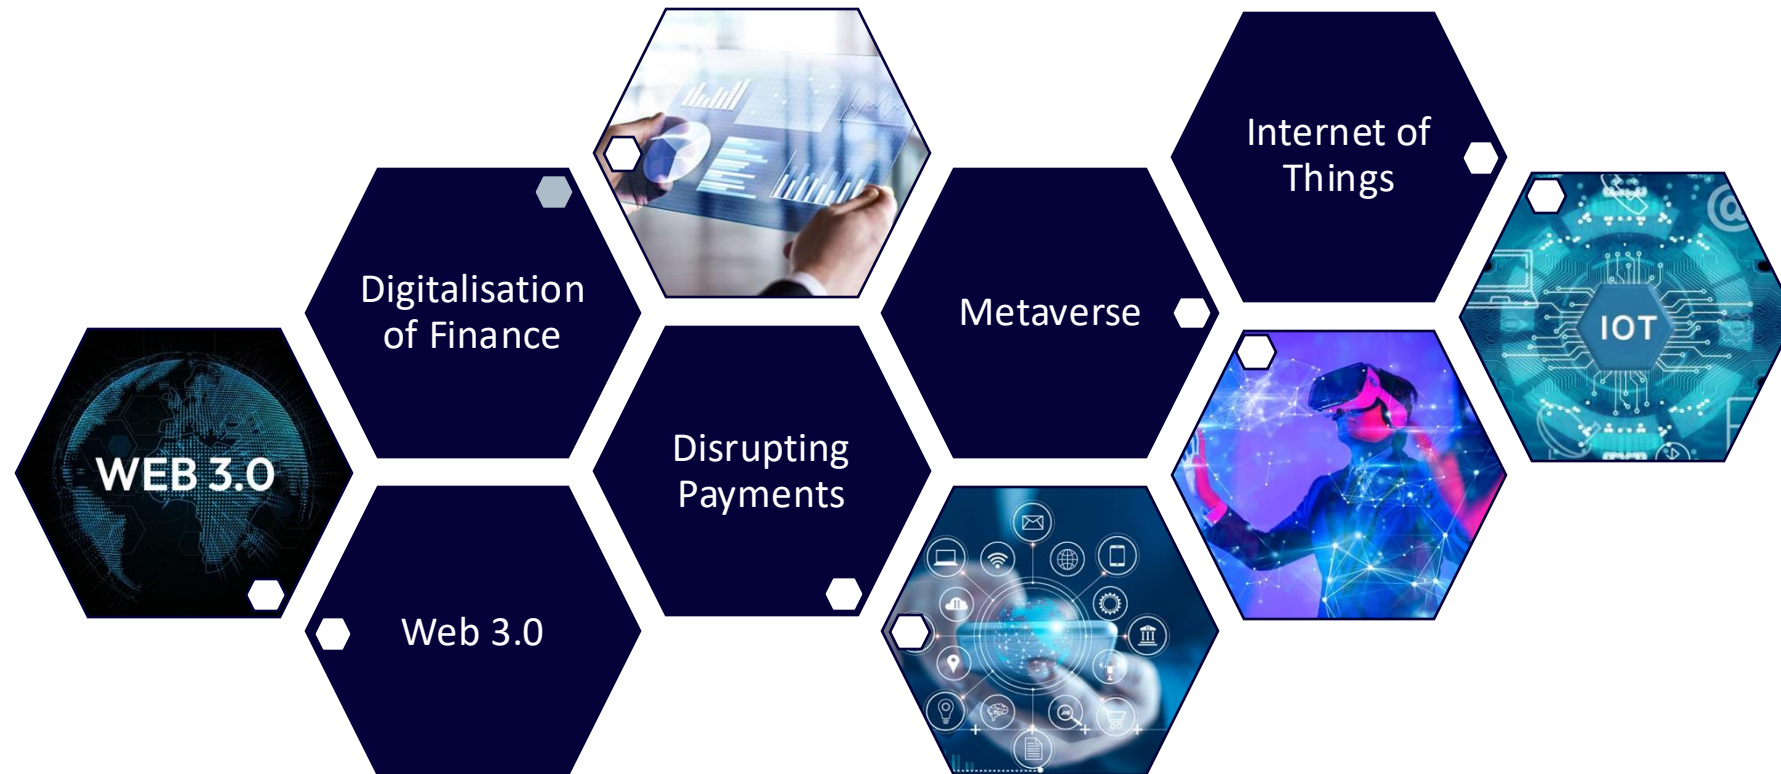 Internet of
Things
Digitalisation
of Finance
Metaverse
IOT
Disrupting
Payments
WEB 3.0
Web 3.0
@